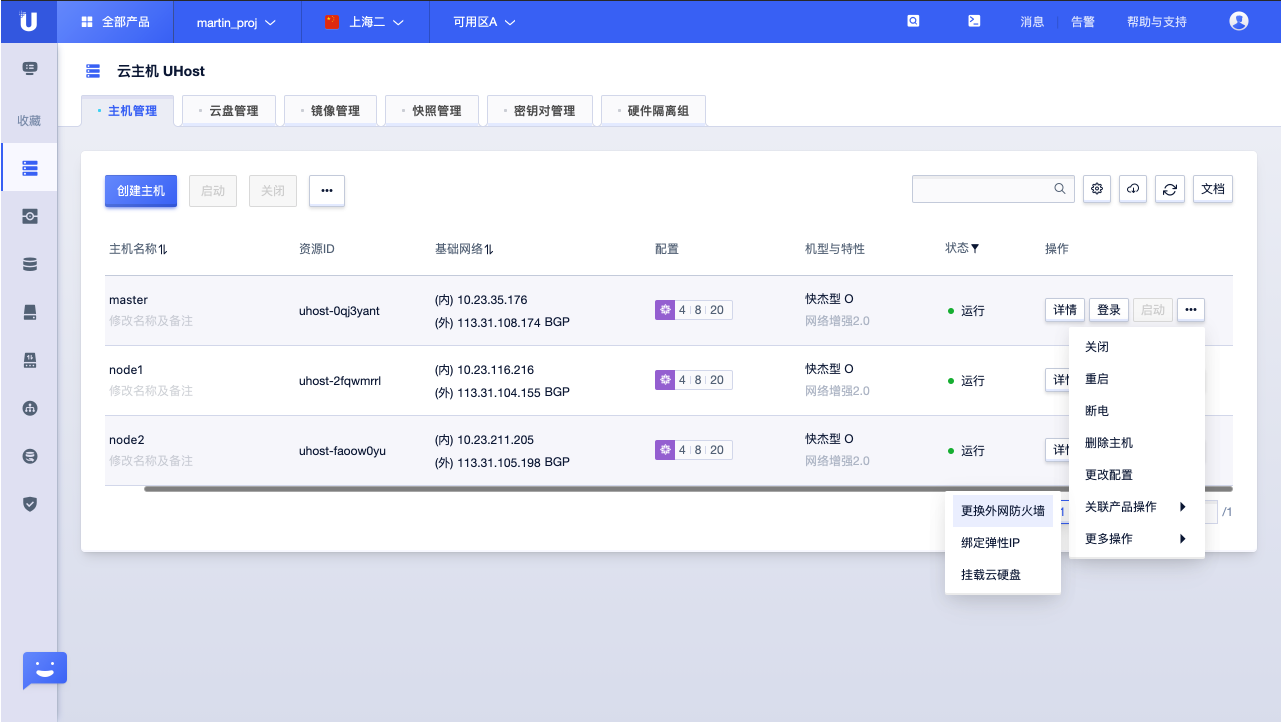 全部产品 martin_proj 上海二 可用区A 消息 告警 帮助与支持
云主机 UHost
主机管理 云盘管理 镜像管理 快照管理 密钥对管理 硬件隔离组
收藏
创建主机 启动 关闭 ••• 文档
主机名称 资源ID 基础网络 配置 机型与特性 状态 操作
master
修改名称及备注
uhost-0qj3yant
(内) 10.23.35.176
(外) 113.31.108.174 BGP
4 8 20
快杰型 O
网络增强2.0
运行
详情 登录 启动 •••
node1
修改名称及备注
uhost-2fqwmrrl
(内) 10.23.116.216
(外) 113.31.104.155 BGP
4 8 20
快杰型 O
网络增强2.0
运行
node2
修改名称及备注
uhost-faoow0yu
(内) 10.23.211.205
(外) 113.31.105.198 BGP
4 8 20
快杰型 O
网络增强2.0
运行
关闭
重启
断电
删除主机
更改配置
关联产品操作
更多操作
更换外网防火墙
绑定弹性IP
挂载云硬盘
1
/1